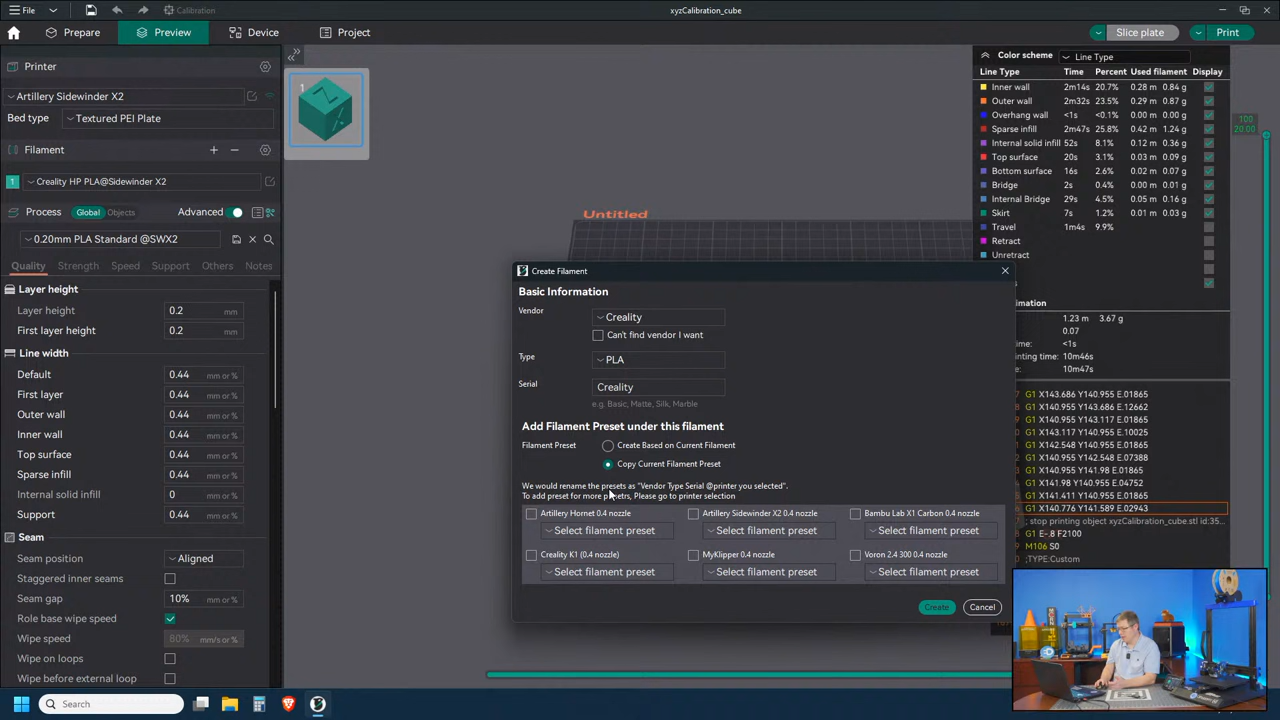 File
Calibration
xyzCalibration_cube
Prepare
Preview
Device
Project
Slice plate
Print
Printer
Artillery Sidewinder X2
Bed type
Textured PEI Plate
Filament
1
Creality HP PLA@Sidewinder X2
Process
Global
Objects
Advanced
0.20mm PLA Standard @SWX2
Quality
Strength
Speed
Support
Others
Notes
Layer height
Layer height 0.2 mm
First layer height 0.2 mm
Line width
Default 0.44 mm or %
First layer 0.44 mm or %
Outer wall 0.44 mm or %
Inner wall 0.44 mm or %
Top surface 0.44 mm or %
Sparse infill 0.44 mm or %
Internal solid infill 0 mm or %
Support 0.44 mm or %
Seam
Seam position Aligned
Staggered inner seams
Seam gap 10% mm or %
Role base wipe speed
Wipe speed 80% mm/s or %
Wipe on loops
Wipe before external loop
1
Untitled
Color scheme Line Type
Line Type Time Percent Used filament Display
Inner wall 2m14s 20.7% 0.28 m 0.84 g
Outer wall 2m32s 23.5% 0.29 m 0.87 g
Overhang wall <1s <0.1% 0.00 m 0.00 g
Sparse infill 2m47s 25.8% 0.42 m 1.24 g
Internal solid infill 52s 8.1% 0.12 m 0.36 g
Top surface 20s 3.1% 0.03 m 0.08 g
Bottom surface 16s 2.6% 0.02 m 0.07 g
Bridge 2s 0.4% 0.00 m 0.01 g
Internal Bridge 29s 4.5% 0.05 m 0.16 g
Skirt 7s 1.2% 0.01 m 0.03 g
Travel 1m4s 9.9%
Retract
Unretract
100
20.00
Create Filament
Basic Information
Vendor Creality
Can't find vendor I want
Type PLA
Serial Creality
e.g. Basic, Matte, Silk, Marble
Add Filament Preset under this filament
Filament Preset
Create Based on Current Filament
Copy Current Filament Preset
We would rename the presets as "Vendor Type Serial @printer you selected".
To add preset for more presetrs, Please go to printer selection
Artillery Hornet 0.4 nozzle
Select filament preset
Artillery Sidewinder X2 0.4 nozzle
Select filament preset
Bambu Lab X1 Carbon 0.4 nozzle
Select filament preset
Creality K1 (0.4 nozzle)
Select filament preset
MyKlipper 0.4 nozzle
Select filament preset
Voron 2.4 300 0.4 nozzle
Select filament preset
Create
Cancel
1.23 m 3.67 g
0.07
<1s
10m46s
10m47s
G1 X143.686 Y140.955 E.01865
G1 X143.686 Y141.589 E.12662
G1 X143.117 Y140.955 E.10025
G1 X142.548 Y140.955 E.01865
G1 X141.98 Y141.589 E.07388
G1 X141.98 Y140.955 E.01865
G1 X141.411 Y140.955 E.01865
G1 X140.776 Y141.589 E.02943
; stop printing object xyzCalibration_cube.stl id:35...
G1 E-.8 F2100
M106 S0
;TYPE:Custom
Search